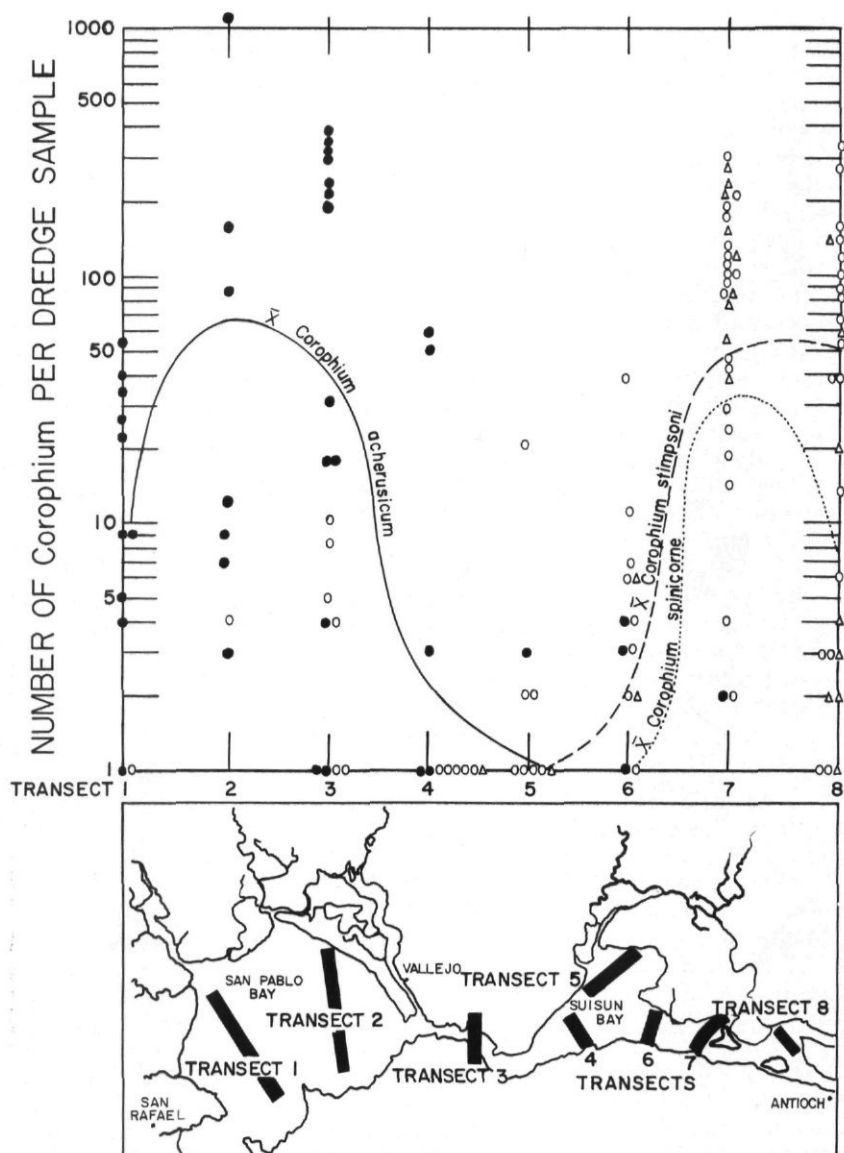 NUMBER OF Corophium PER DREDGE SAMPLE
1000
500
100
50
10
5
1
X̄ Corophium acherusicum
X̄ Corophium stimpsoni
X̄ Corophium spinicorne
TRANSECT 1 2 3 4 5 6 7 8
SAN PABLO
BAY
VALLEJO
TRANSECT 5
SUISUN
BAY
TRANSECT 8
TRANSECT 2
TRANSECT 1
TRANSECT 3
4 6 7
TRANSECTS
SAN
RAFAEL
ANTIOCH